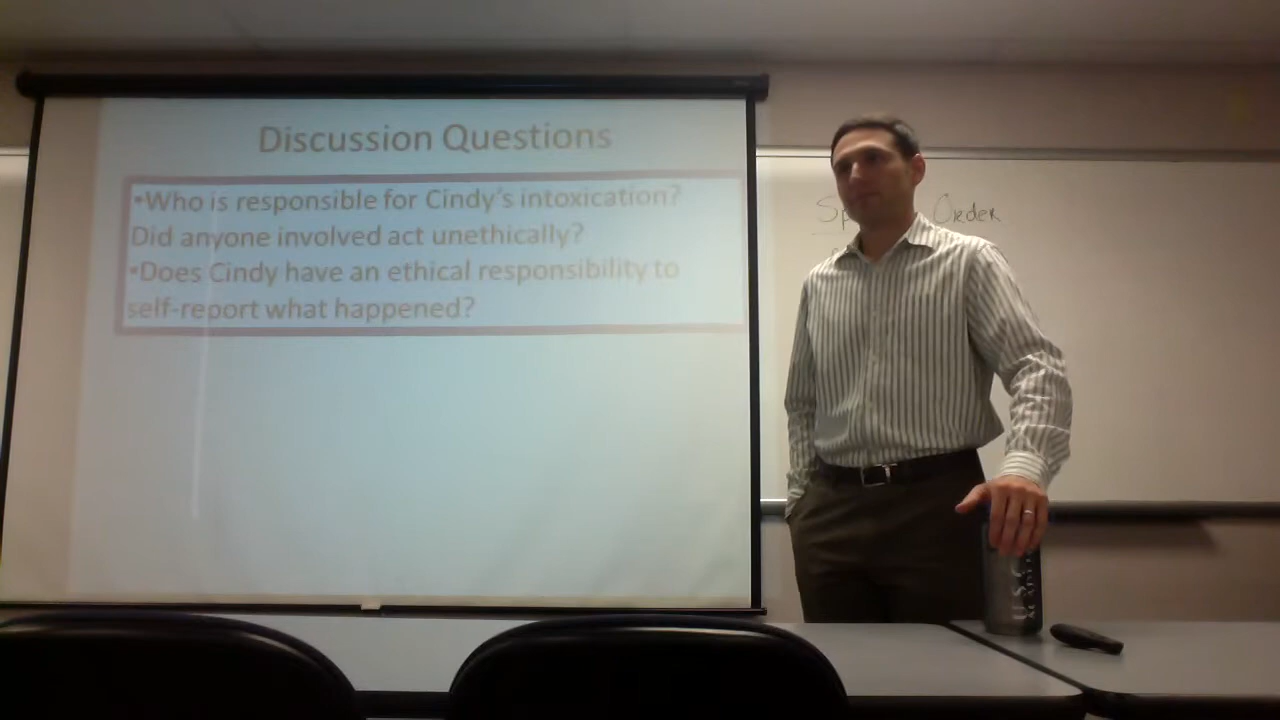 Discussion Questions
•Who is responsible for Cindy's intoxication?
Did anyone involved act unethically?
•Does Cindy have an ethical responsibility to
self-report what happened?
Order
USC